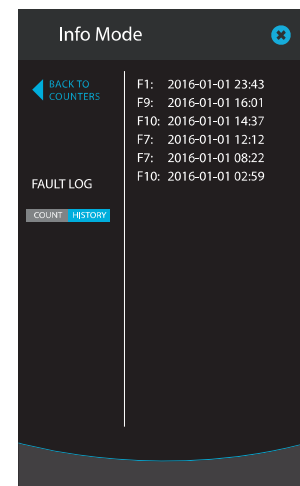 Info Mode
BACK TO
COUNTERS
FAULT LOG
COUNT HISTORY
F1: 2016-01-01 23:43
F9: 2016-01-01 16:01
F10: 2016-01-01 14:37
F7: 2016-01-01 12:12
F7: 2016-01-01 08:22
F10: 2016-01-01 02:59